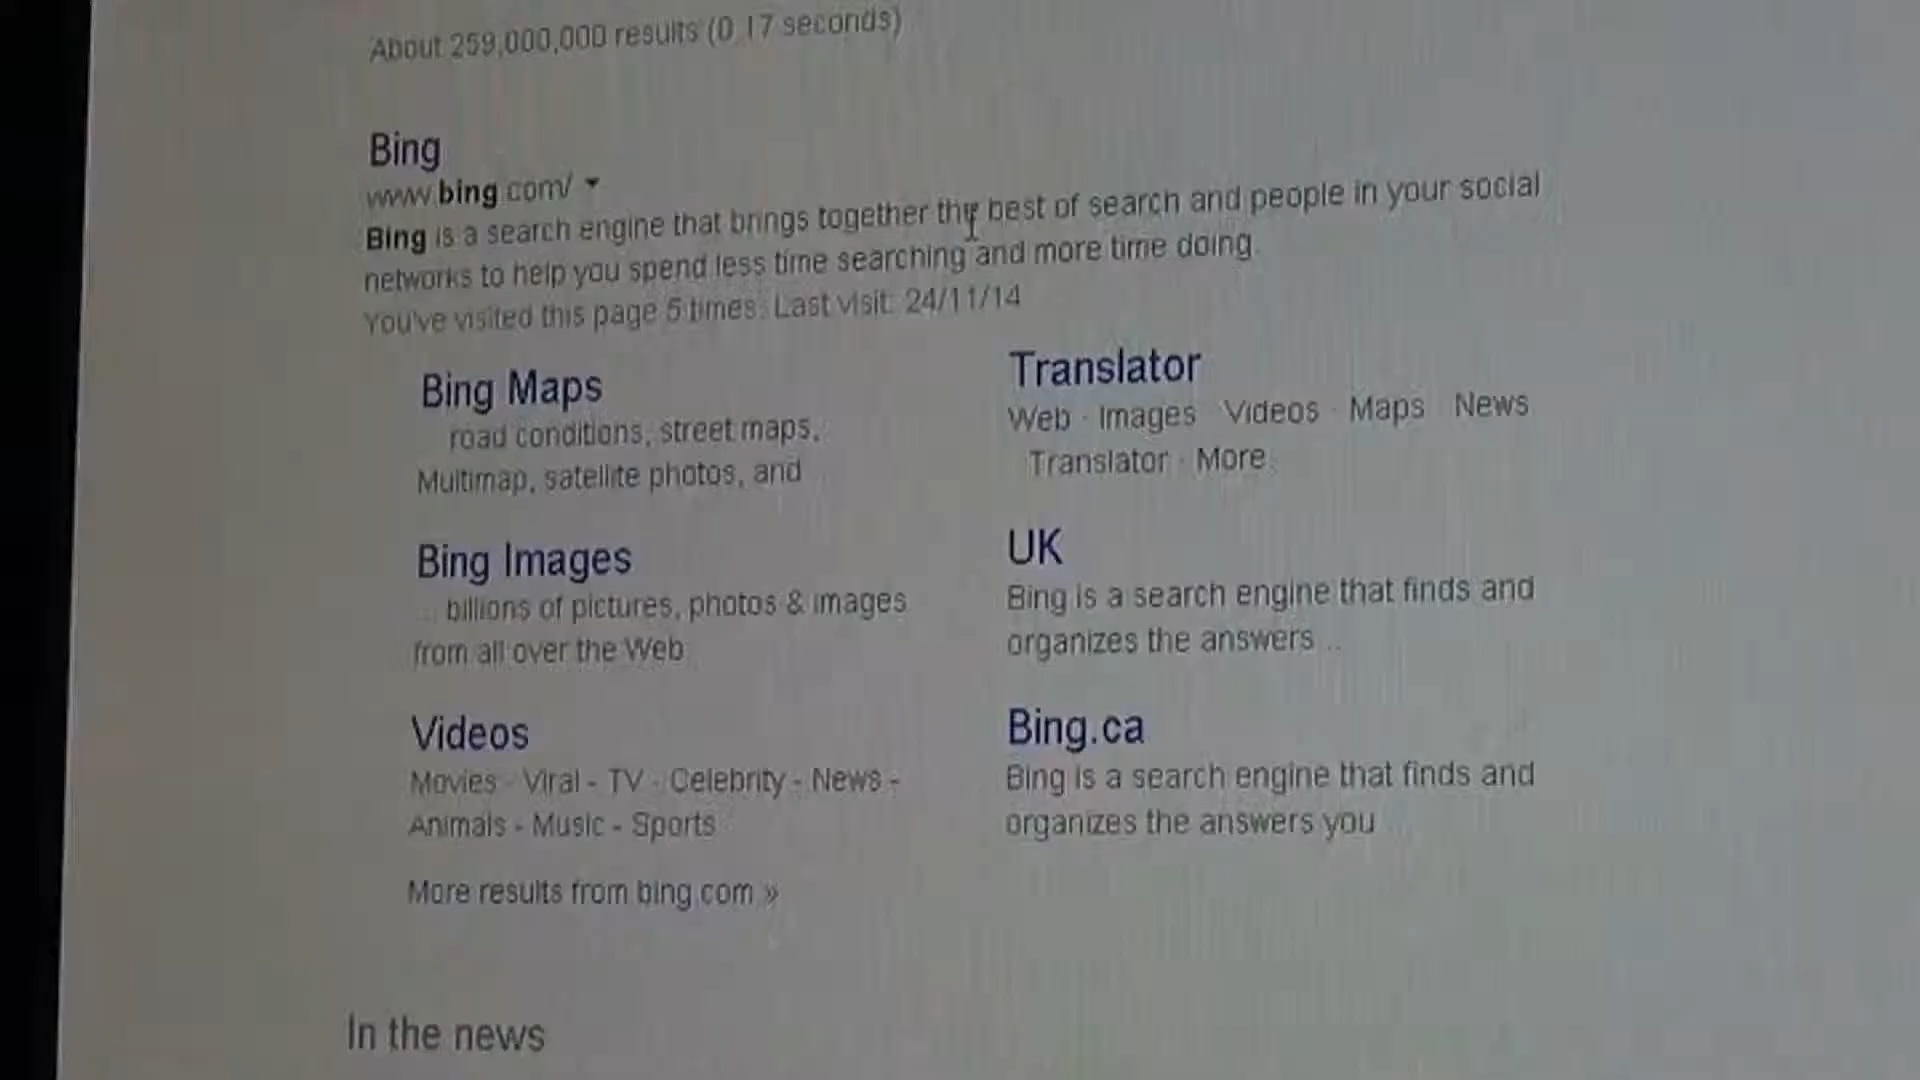 About 259,000,000 results (0.17 seconds)
Bing
www.bing.com/
Bing is a search engine that brings together the best of search and people in your social
networks to help you spend less time searching and more time doing.
You've visited this page 5 times. Last visit: 24/11/14
Bing Maps
road conditions, street maps,
Multimap, satellite photos, and
Translator
Web · Images · Videos · Maps · News
Translator · More
Bing Images
... billions of pictures, photos & images
from all over the Web
UK
Bing is a search engine that finds and
organizes the answers ...
Videos
Movies - Viral - TV - Celebrity - News -
Animals - Music - Sports
Bing.ca
Bing is a search engine that finds and
organizes the answers you
More results from bing.com »
In the news